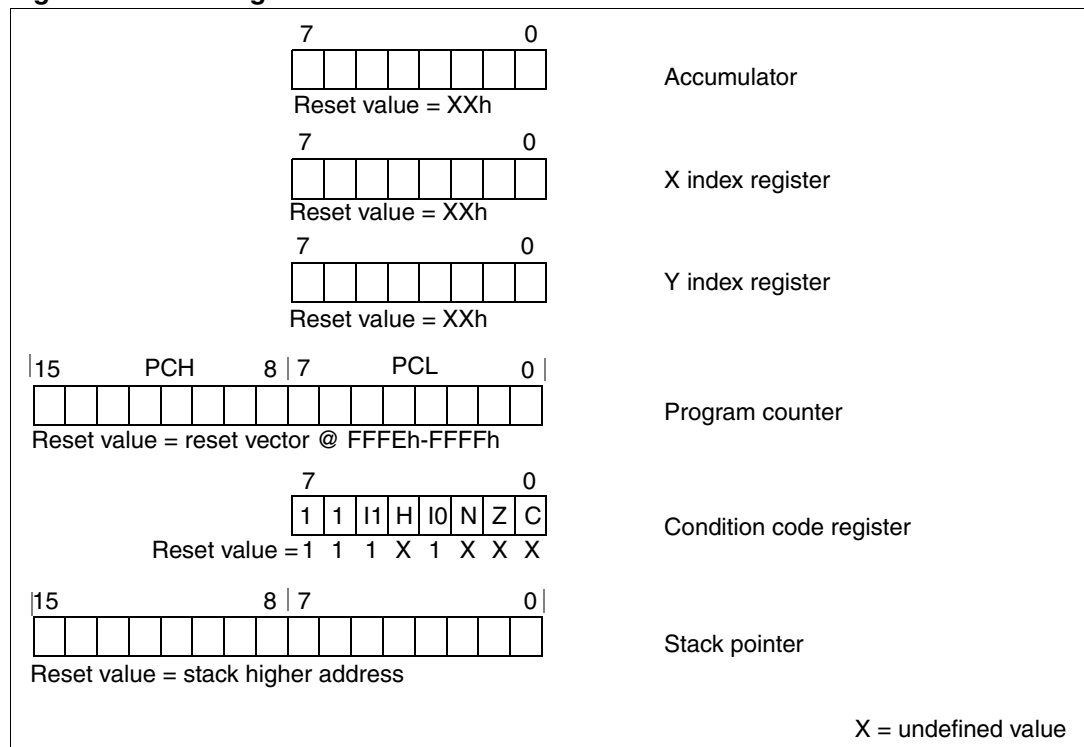 7 0
Accumulator
Reset value = XXh
7 0
X index register
Reset value = XXh
7 0
Y index register
Reset value = XXh
15 PCH 8 7 PCL 0
Program counter
Reset value = reset vector @ FFFEh-FFFFh
7 0
1 1 I1 H I0 N Z C
Condition code register
Reset value = 1 1 1 X 1 X X X
15 8 7 0
Stack pointer
Reset value = stack higher address
X = undefined value